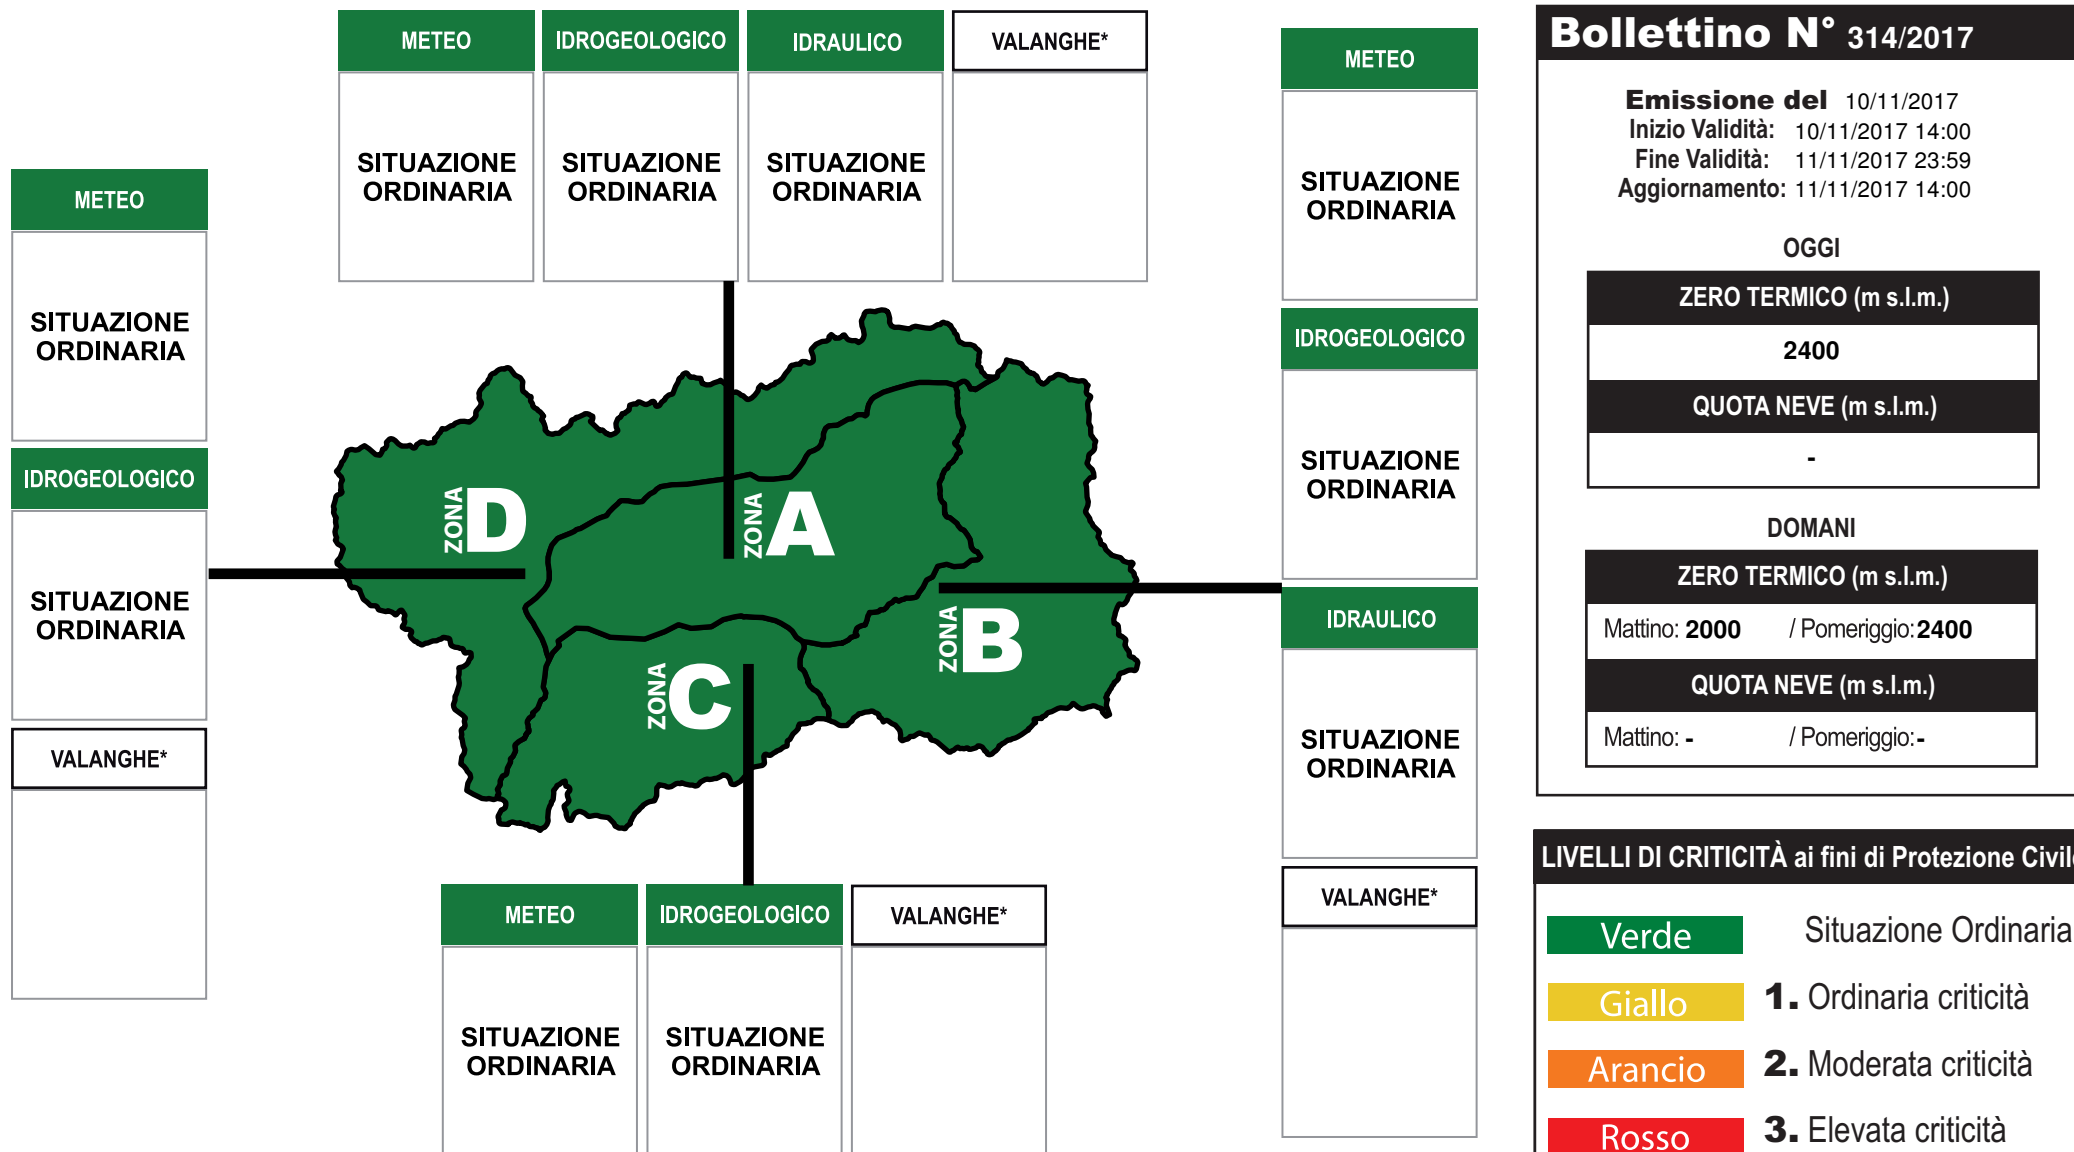 METEO
IDROGEOLOGICO
IDRAULICO
VALANGHE*
SITUAZIONE
ORDINARIA
SITUAZIONE
ORDINARIA
SITUAZIONE
ORDINARIA
METEO
SITUAZIONE
ORDINARIA
IDROGEOLOGICO
SITUAZIONE
ORDINARIA
VALANGHE*
ZONA D
ZONA A
ZONA B
ZONA C
METEO
SITUAZIONE
ORDINARIA
IDROGEOLOGICO
SITUAZIONE
ORDINARIA
IDRAULICO
SITUAZIONE
ORDINARIA
VALANGHE*
METEO
IDROGEOLOGICO
VALANGHE*
SITUAZIONE
ORDINARIA
SITUAZIONE
ORDINARIA
Bollettino N° 314/2017
Emissione del 10/11/2017
Inizio Validità: 10/11/2017 14:00
Fine Validità: 11/11/2017 23:59
Aggiornamento: 11/11/2017 14:00
OGGI
ZERO TERMICO (m s.l.m.)
2400
QUOTA NEVE (m s.l.m.)
-
DOMANI
ZERO TERMICO (m s.l.m.)
Mattino: 2000 / Pomeriggio: 2400
QUOTA NEVE (m s.l.m.)
Mattino: - / Pomeriggio: -
LIVELLI DI CRITICITÀ ai fini di Protezione Civile
Verde Situazione Ordinaria
Giallo 1. Ordinaria criticità
Arancio 2. Moderata criticità
Rosso 3. Elevata criticità